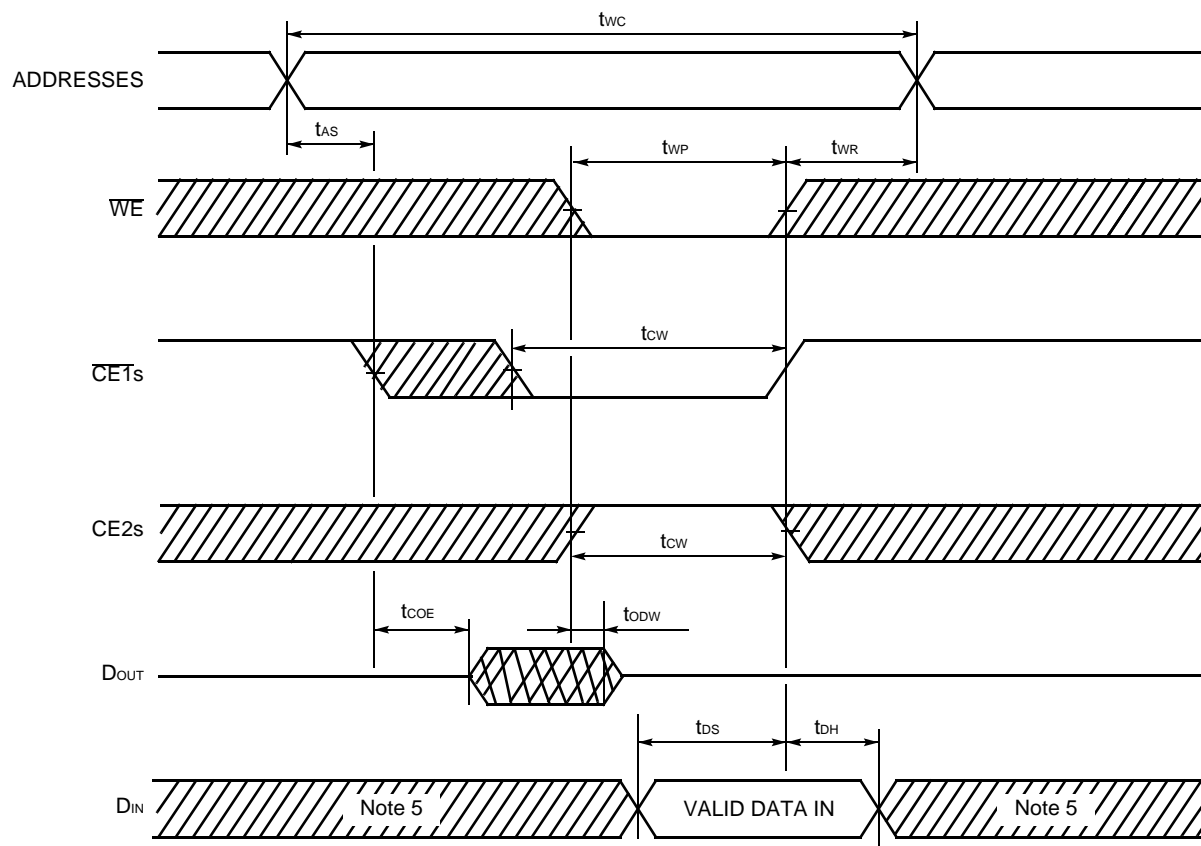 tWC
ADDRESSES
tAS
tWP
tWR
WE
tCW
CE1s
CE2s
tCW
tCOE
tODW
DOUT
tDS
tDH
DIN
Note 5
VALID DATA IN
Note 5